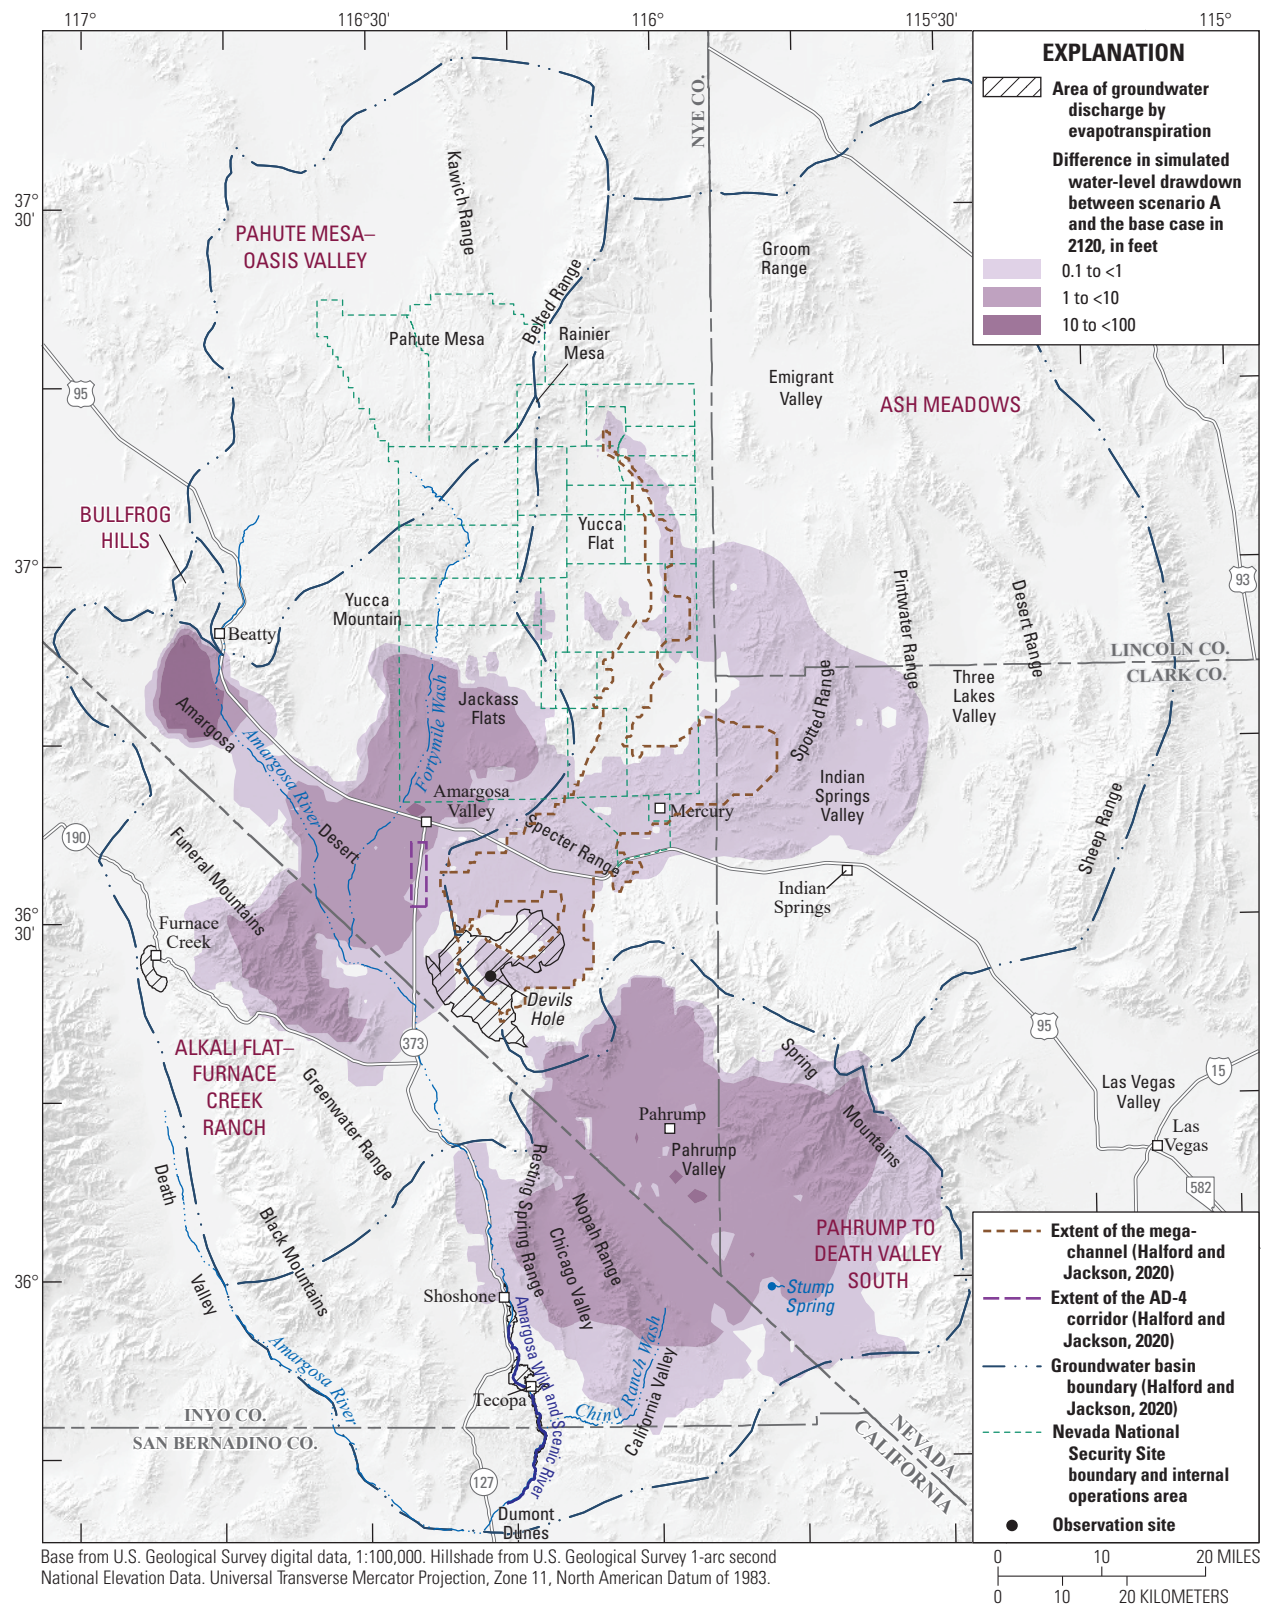 117°
116°30'
116°
115°30'
115°
EXPLANATION
Area of groundwater
discharge by
evapotranspiration
Difference in simulated
water-level drawdown
between scenario A
and the base case in
2120, in feet
0.1 to <1
1 to <10
10 to <100
NYE CO.
37°
30'
Kawich Range
PAHUTE MESA–
OASIS VALLEY
Groom
Range
Belted Range
Pahute Mesa
Rainier
Mesa
Emigrant
Valley
ASH MEADOWS
95
BULLFROG
HILLS
Yucca
Flat
37°
93
Pintwater Range
Desert Range
Yucca
Mountain
Beatty
LINCOLN CO.
CLARK CO.
Three
Lakes
Valley
Spotted Range
Fortymile Wash
Jackass
Flats
Amargosa
Desert
Amargosa River
Amargosa
Valley
Indian
Springs
Valley
Mercury
Sheep Range
190
Funeral Mountains
Specter Range
Indian
Springs
36°
30'
Furnace
Creek
Devils
Hole
95
373
ALKALI FLAT–
FURNACE
CREEK
RANCH
Spring
Mountains
Greenwater Range
15
Las Vegas
Valley
Las
Vegas
Pahrump
Pahrump
Valley
582
Death
Valley
Resting Spring Range
Nopah Range
Chicago Valley
Black Mountains
PAHRUMP TO
DEATH VALLEY
SOUTH
36°
Shoshone
Stump
Spring
Amargosa Wild and Scenic River
Amargosa River
China Ranch Wash
California Valley
Tecopa
INYO CO.
SAN BERNADINO CO.
NEVADA
CALIFORNIA
127
Dumont
Dunes
Extent of the mega-
channel (Halford and
Jackson, 2020)
Extent of the AD-4
corridor (Halford and
Jackson, 2020)
Groundwater basin
boundary (Halford and
Jackson, 2020)
Nevada National
Security Site
boundary and internal
operations area
Observation site
Base from U.S. Geological Survey digital data, 1:100,000. Hillshade from U.S. Geological Survey 1-arc second
National Elevation Data. Universal Transverse Mercator Projection, Zone 11, North American Datum of 1983.
0 10 20 MILES
0 10 20 KILOMETERS